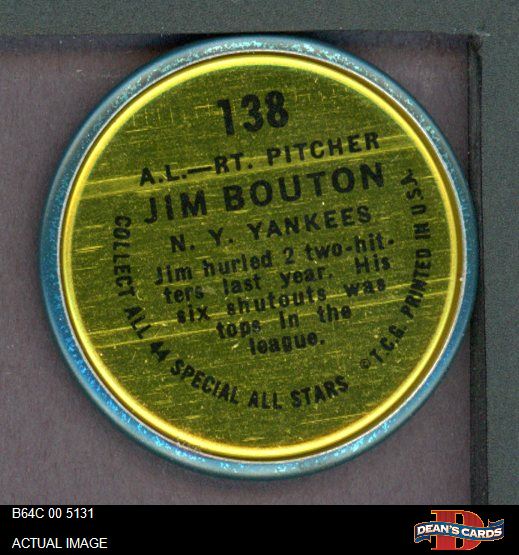 138
A.L.—RT. PITCHER
JIM BOUTON
N. Y. YANKEES
Jim hurled 2 two-hit-
ters last year. His
six shutouts was
tops in the
league.
COLLECT ALL 44 SPECIAL ALL STARS
©T.C.G. PRINTED IN U.S.A.
B64C 00 5131
ACTUAL IMAGE
DEAN'S CARDS